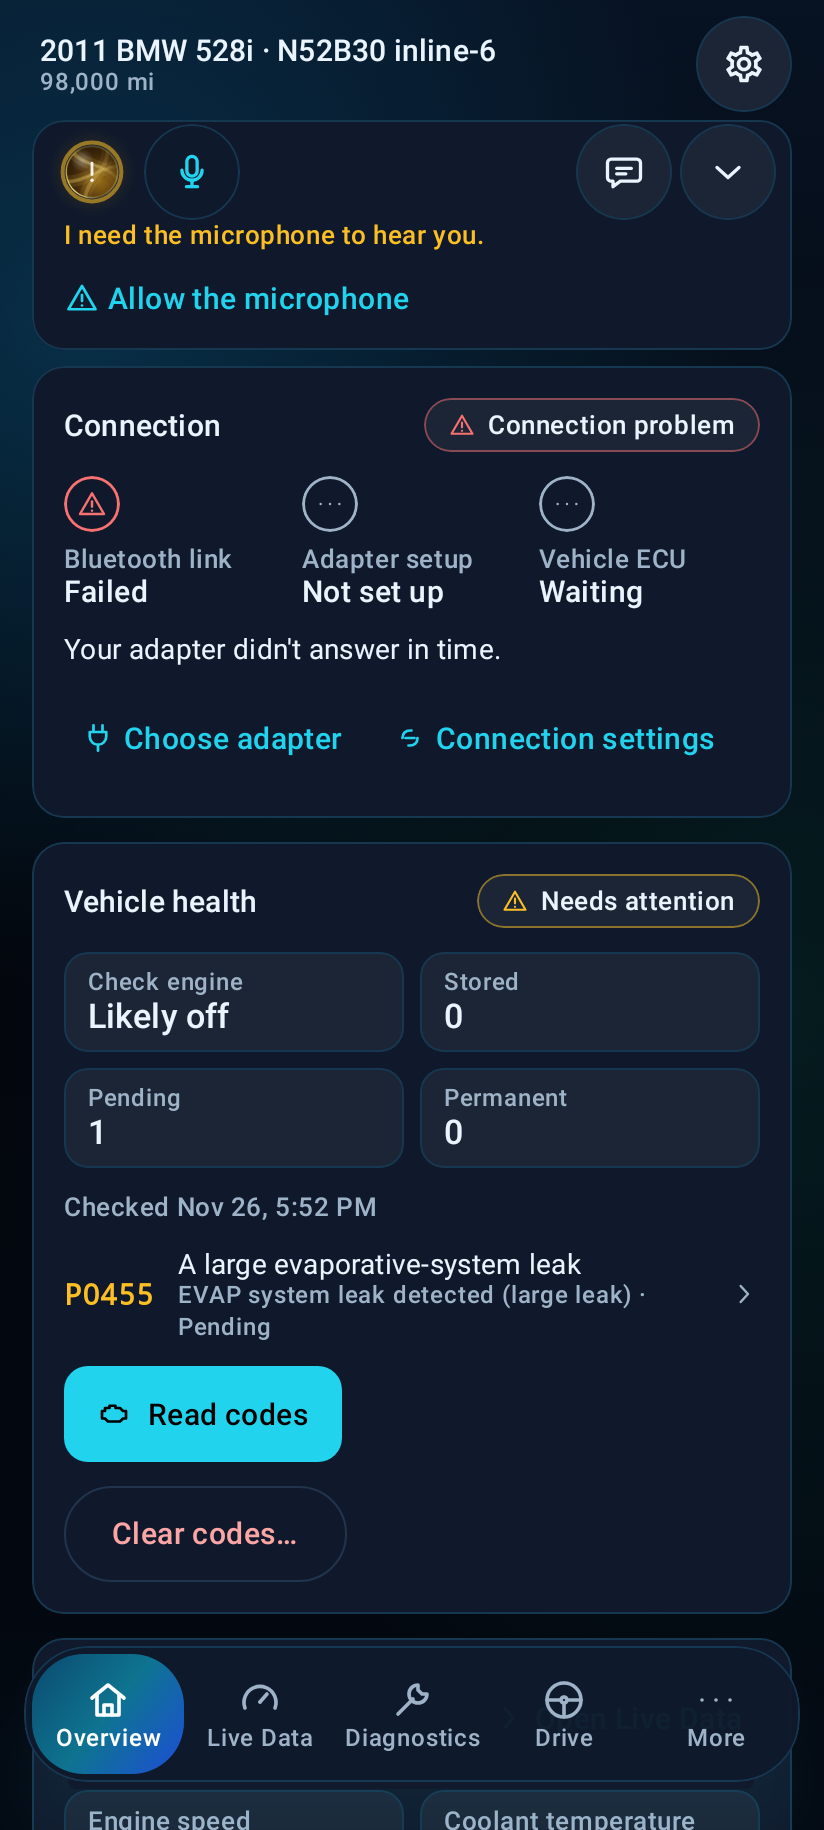 2011 BMW 528i · N52B30 inline-6
98,000 mi
I need the microphone to hear you.
Allow the microphone
Connection
Connection problem
Bluetooth link
Failed
Adapter setup
Not set up
Vehicle ECU
Waiting
Your adapter didn't answer in time.
Choose adapter
Connection settings
Vehicle health
Needs attention
Check engine
Likely off
Stored
0
Pending
1
Permanent
0
Checked Nov 26, 5:52 PM
P0455
A large evaporative-system leak
EVAP system leak detected (large leak) ·
Pending
Read codes
Clear codes…
Open Live Data
Overview
Live Data
Diagnostics
Drive
More
Engine speed
Coolant temperature